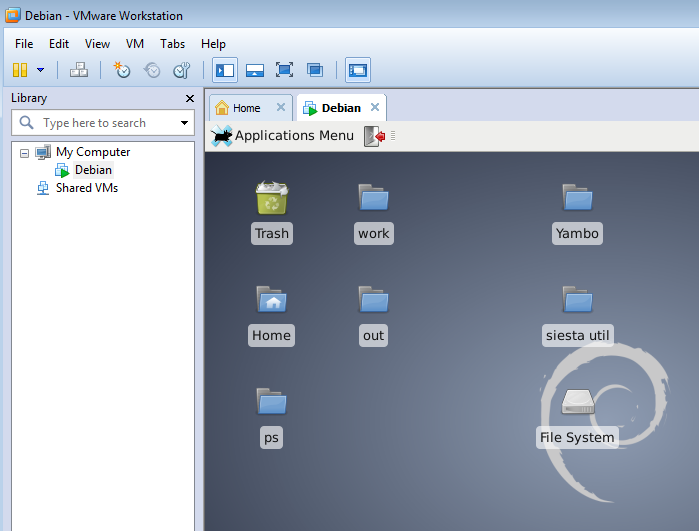 Debian - VMware Workstation
File Edit View VM Tabs Help
Library
Type here to search
My Computer
Debian
Shared VMs
Home Debian
Applications Menu
Trash work Yambo
Home out siesta util
ps File System